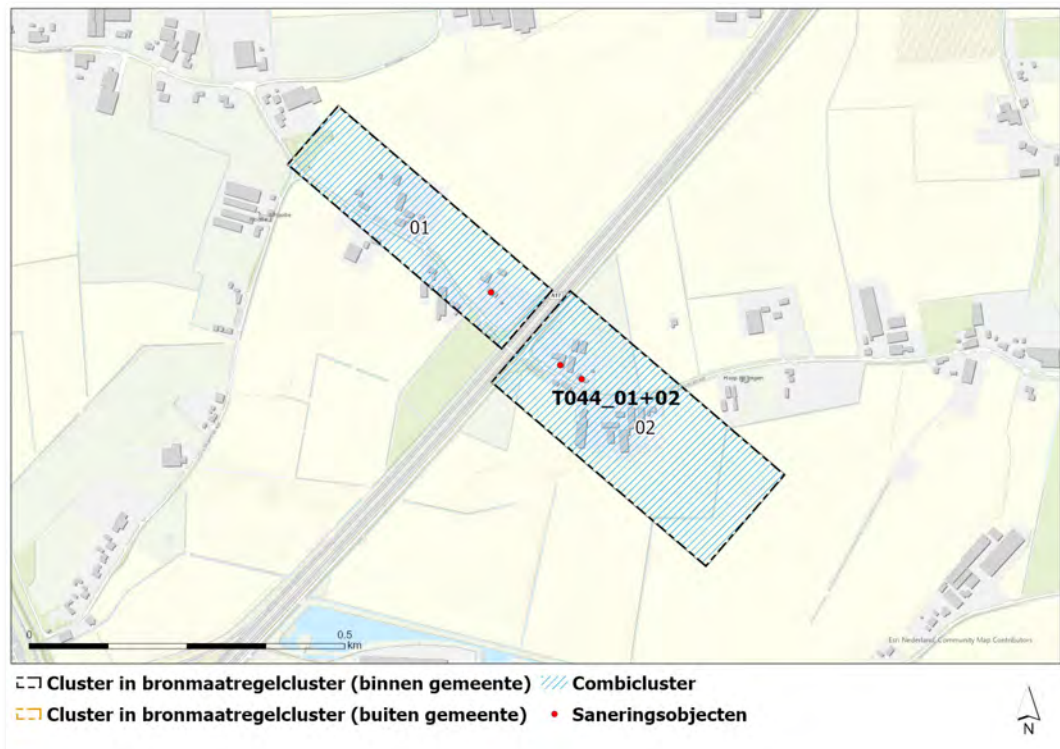 01
T044_01+02
02
0
0.5
km
Esri Nederland, Community Map Contributors
Cluster in bronmaatregelcluster (binnen gemeente)
Combicluster
Cluster in bronmaatregelcluster (buiten gemeente)
Saneringsobjecten
N